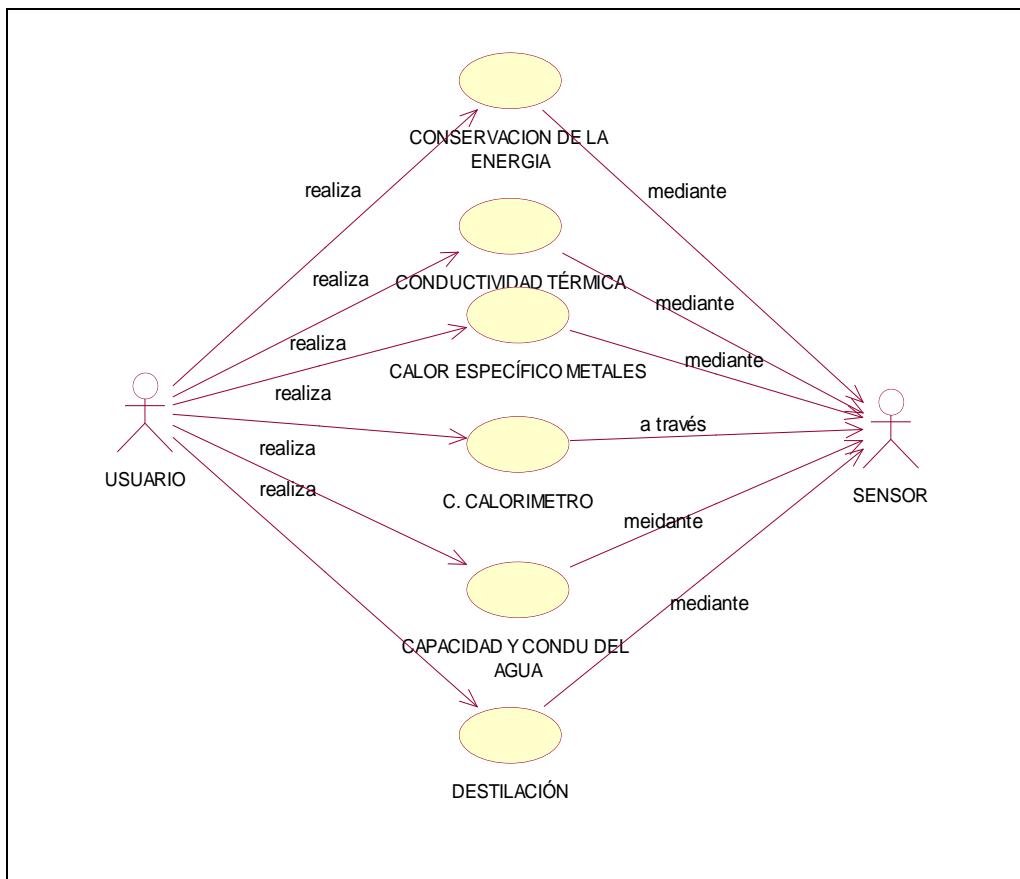 CONSERVACION DE LA
ENERGIA
realiza
mediante
realiza
CONDUCTIVIDAD TÉRMICA
mediante
realiza
mediante
CALOR ESPECÍFICO METALES
realiza
a través
realiza
USUARIO
realiza
C. CALORIMETRO
SENSOR
meidante
mediante
CAPACIDAD Y CONDU DEL
AGUA
DESTILACIÓN